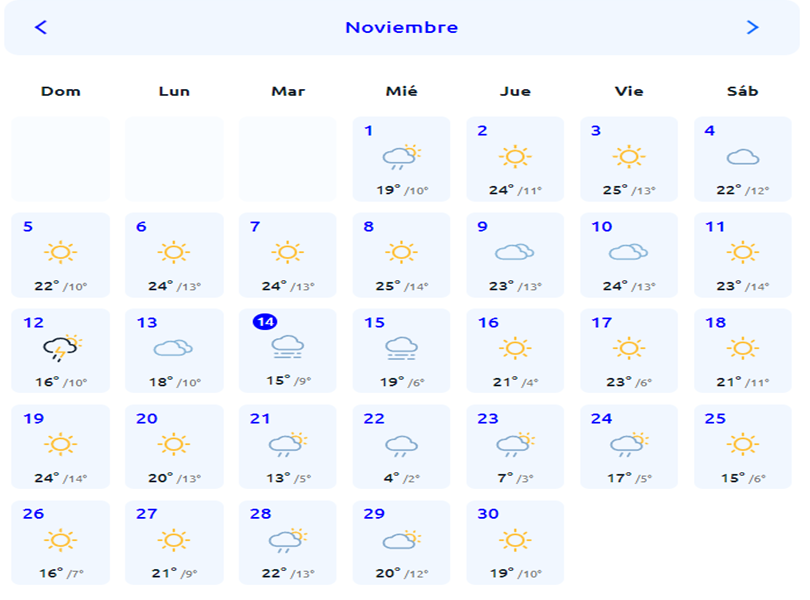 Noviembre
Dom Lun Mar Mié Jue Vie Sáb
1 2 3 4
19° /10° 24° /11° 25° /13° 22° /12°
5 6 7 8 9 10 11
22° /10° 24° /13° 24° /13° 25° /14° 23° /13° 24° /13° 23° /14°
12 13 14 15 16 17 18
16° /10° 18° /10° 15° /9° 19° /6° 21° /4° 23° /6° 21° /11°
19 20 21 22 23 24 25
24° /14° 20° /13° 13° /5° 4° /2° 7° /3° 17° /5° 15° /6°
26 27 28 29 30
16° /7° 21° /9° 22° /13° 20° /12° 19° /10°